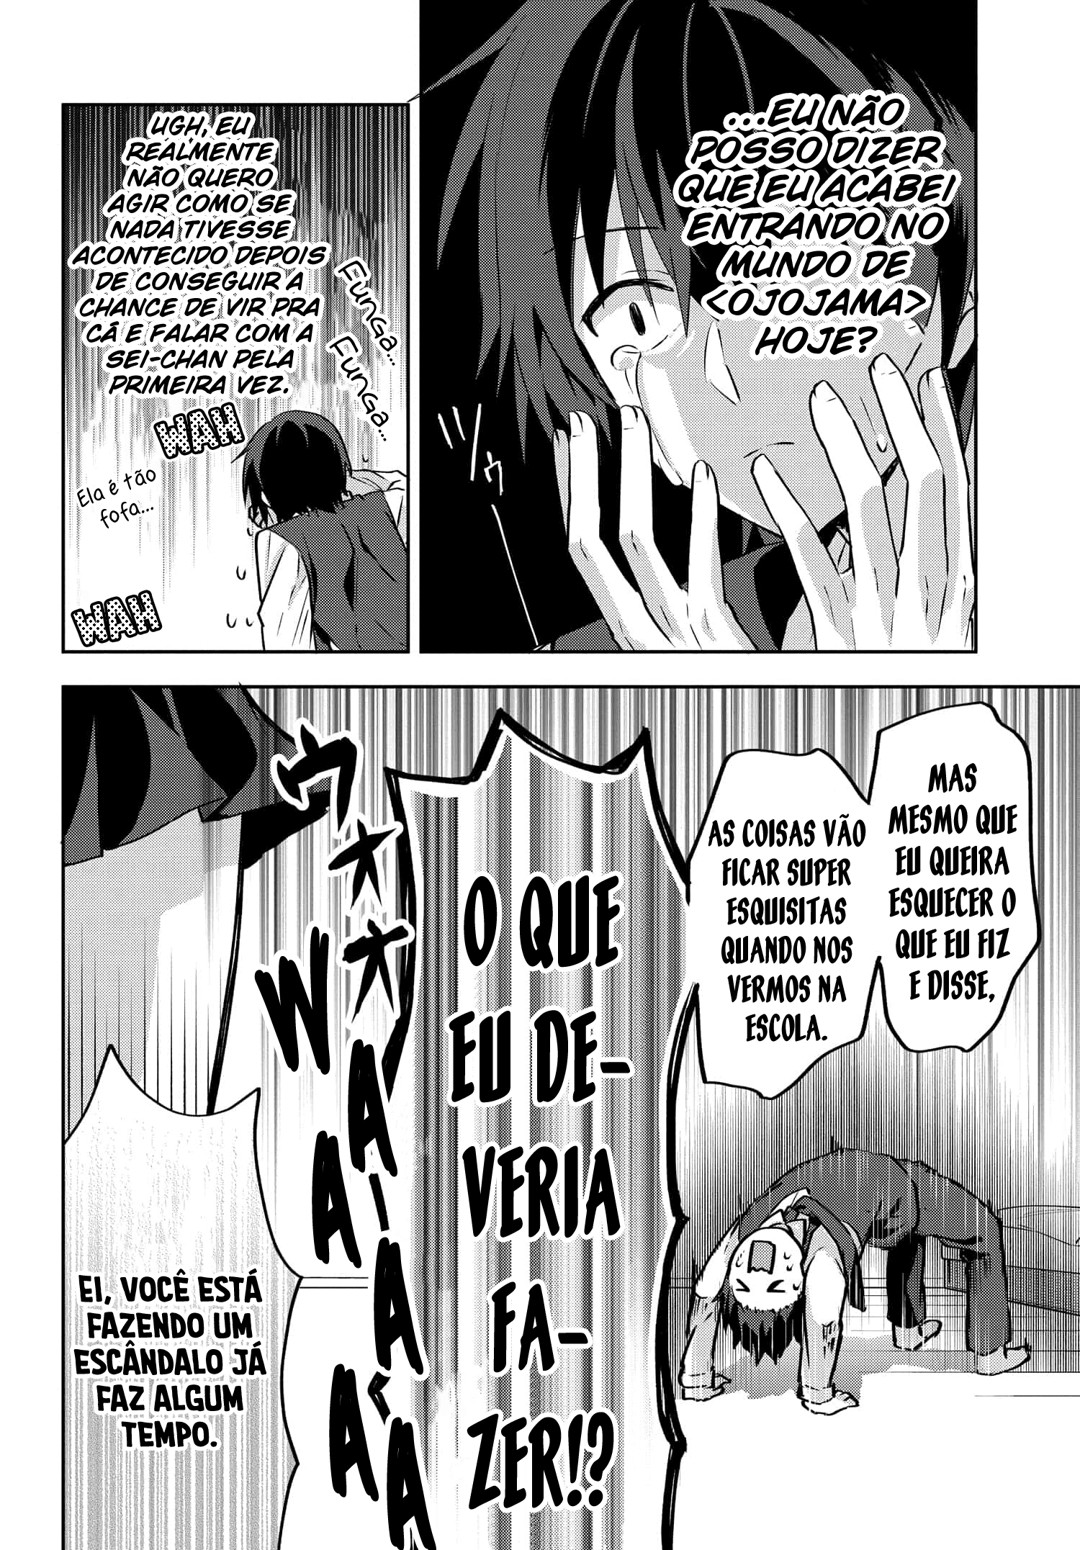 ...EU NÃO
POSSO DIZER
QUE EU ACABEI
ENTRANDO NO
MUNDO DE
<OJOJAMA>
HOJE?
UGH, EU
REALMENTE
NÃO QUERO
AGIR COMO SE
NADA TIVESSE
ACONTECIDO DEPOIS
DE CONSEGUIR A
CHANCE DE VIR PRA
CÁ E FALAR COM A
SEI-CHAN PELA
PRIMEIRA VEZ.
Funga...
Funga...
WAH
Ela é tão
fofa...
WAH
MAS
MESMO QUE
EU QUEIRA
ESQUECER O
QUE EU FIZ
E DISSE,
AS COISAS VÃO
FICAR SUPER
ESQUISITAS
QUANDO NOS
VERMOS NA
ESCOLA.
O QUE
EU DE-
VERIA
FA-
ZER!?
WAAA
EI, VOCÊ ESTÁ
FAZENDO UM
ESCÂNDALO JÁ
FAZ ALGUM
TEMPO.